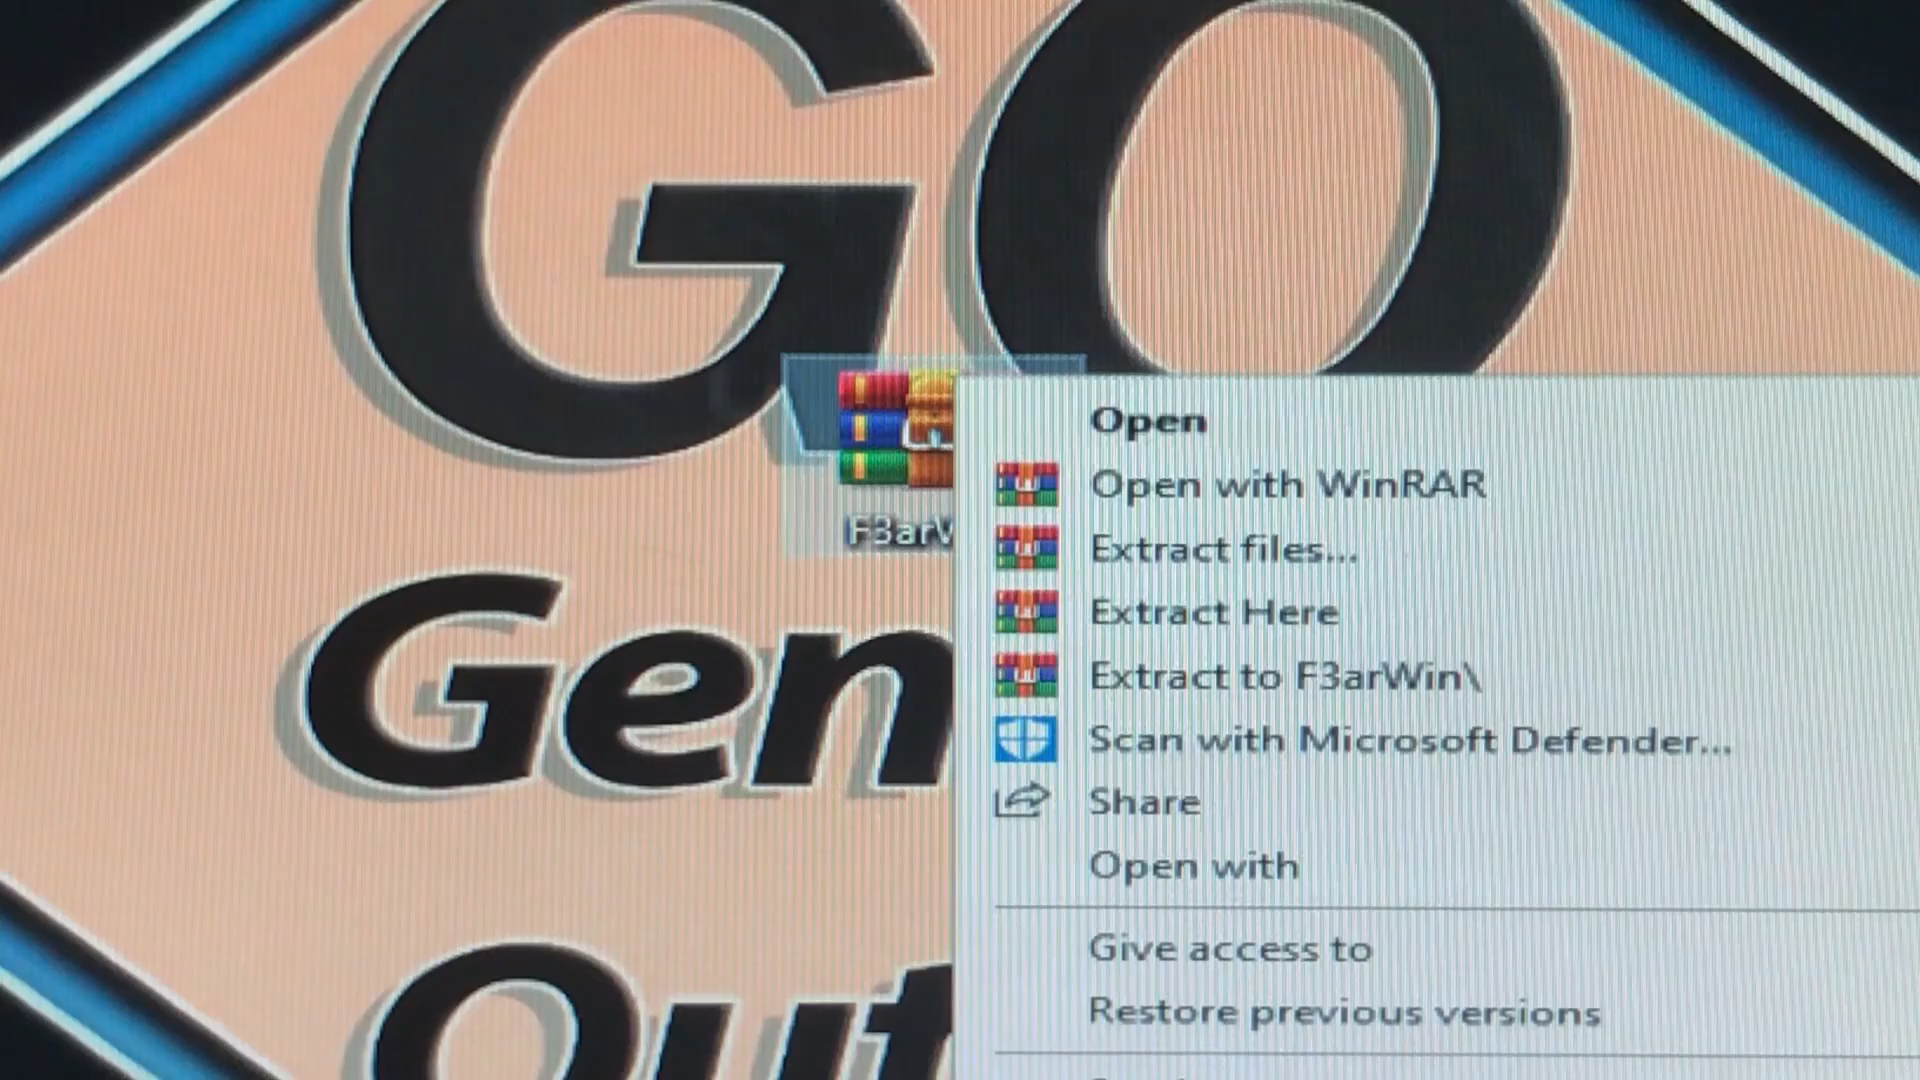 GO
F3arW
Gen
Out
Open
Open with WinRAR
Extract files...
Extract Here
Extract to F3arWin\
Scan with Microsoft Defender...
Share
Open with
Give access to
Restore previous versions